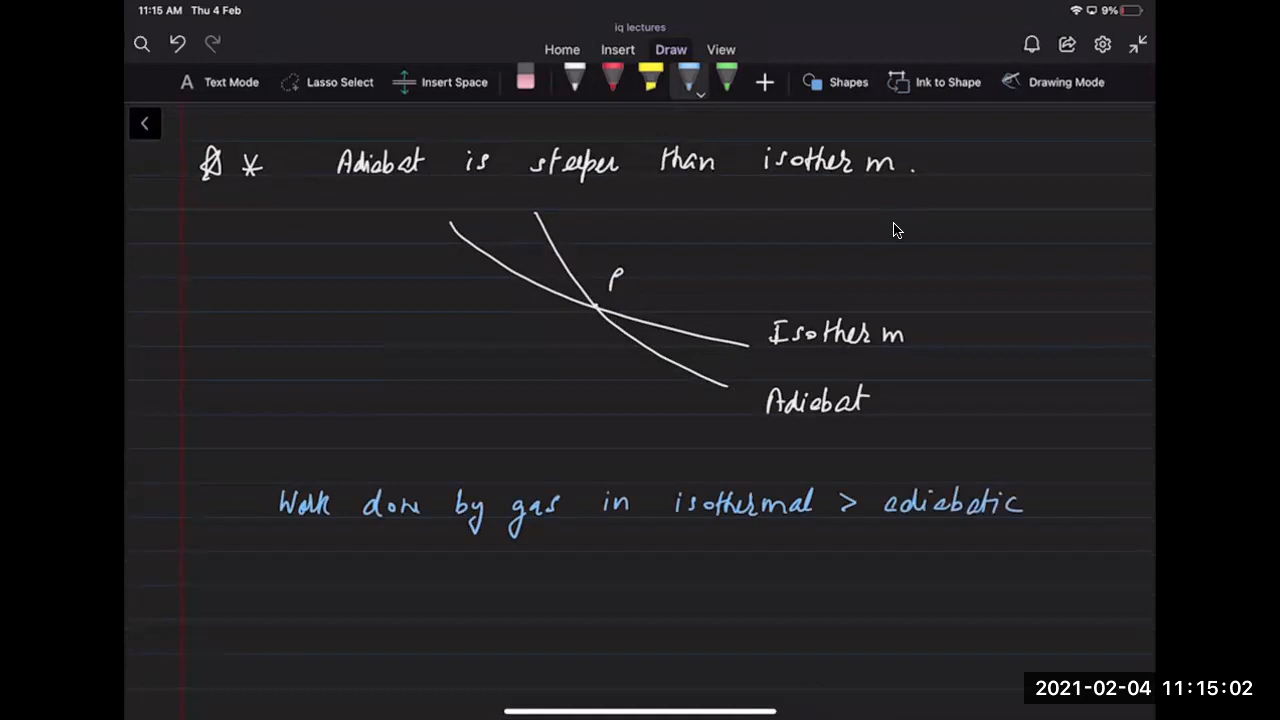 11:15 AM Thu 4 Feb
9%
iq lectures
Home Insert Draw View
Text Mode Lasso Select Insert Space Shapes Ink to Shape Drawing Mode
* Adiabat is steeper than isotherm.
P
Isotherm
Adiabat
Work done by gas in isothermal > adiabatic
2021-02-04 11:15:02